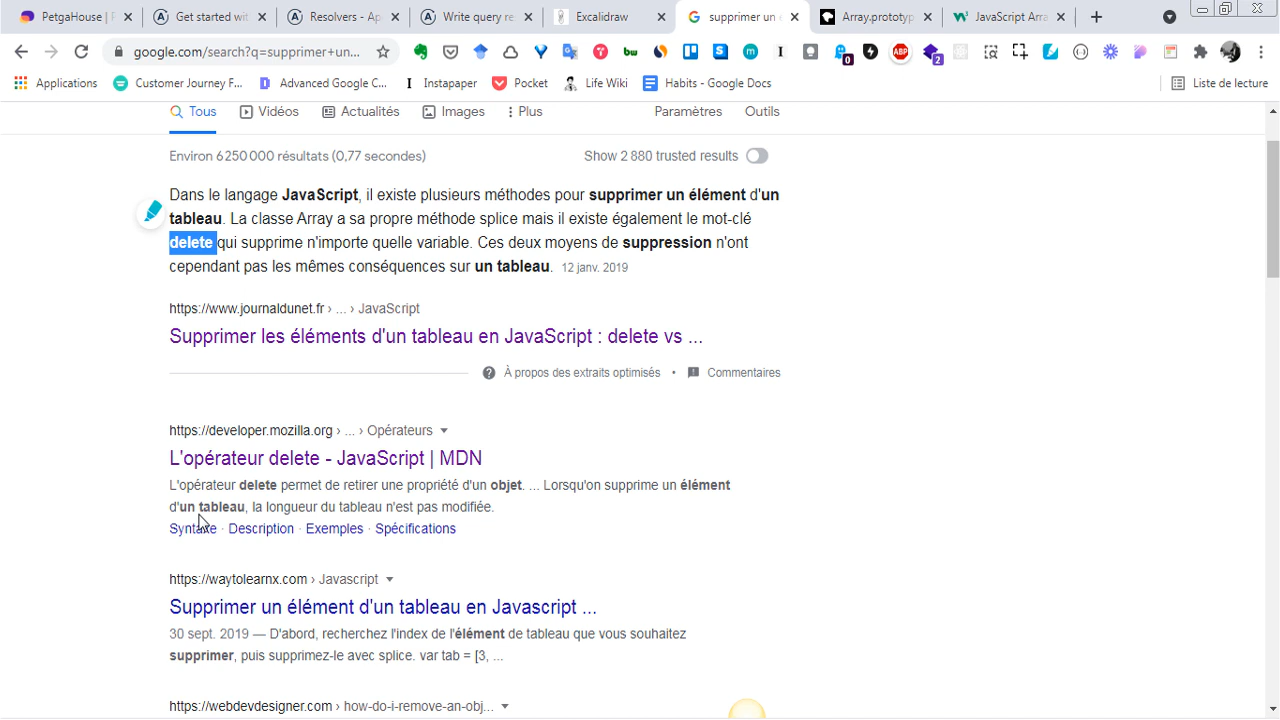 PetgaHouse | P
Get started wit
Resolvers - Ap
Write query re
Excalidraw
supprimer un é
Array.prototyp
JavaScript Arra
google.com/search?q=supprimer+un...
Applications
Customer Journey F...
Advanced Google C...
Instapaper
Pocket
Life Wiki
Habits - Google Docs
Liste de lecture
Tous
Vidéos
Actualités
Images
Plus
Paramètres
Outils
Environ 6 250 000 résultats (0,77 secondes)
Show 2 880 trusted results
Dans le langage JavaScript, il existe plusieurs méthodes pour supprimer un élément d'un
tableau. La classe Array a sa propre méthode splice mais il existe également le mot-clé
delete qui supprime n'importe quelle variable. Ces deux moyens de suppression n'ont
cependant pas les mêmes conséquences sur un tableau. 12 janv. 2019
https://www.journaldunet.fr › ... › JavaScript
Supprimer les éléments d'un tableau en JavaScript : delete vs ...
À propos des extraits optimisés • Commentaires
https://developer.mozilla.org › ... › Opérateurs
L'opérateur delete - JavaScript | MDN
L'opérateur delete permet de retirer une propriété d'un objet. ... Lorsqu'on supprime un élément
d'un tableau, la longueur du tableau n'est pas modifiée.
Syntaxe · Description · Exemples · Spécifications
https://waytolearnx.com › Javascript
Supprimer un élément d'un tableau en Javascript ...
30 sept. 2019 — D'abord, recherchez l'index de l'élément de tableau que vous souhaitez
supprimer, puis supprimez-le avec splice. var tab = [3, ...
https://webdevdesigner.com › how-do-i-remove-an-obj...